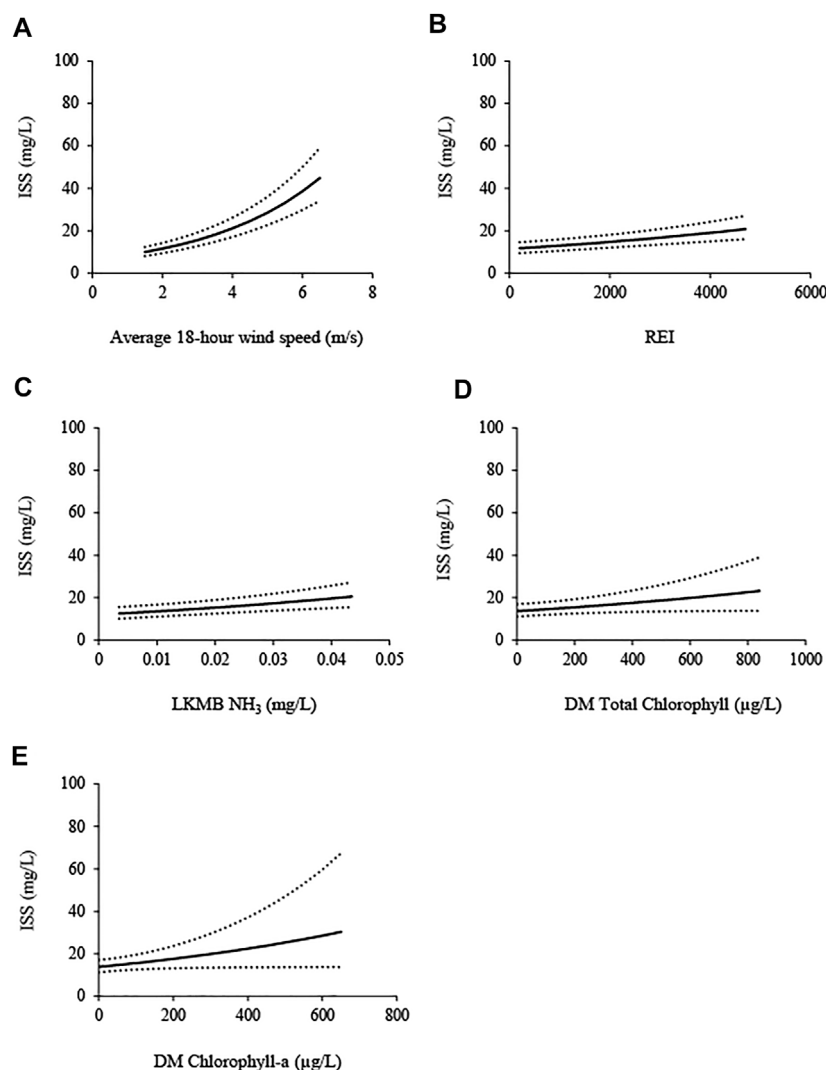 A
100
80
60
40
20
0
ISS (mg/L)
0 2 4 6 8
Average 18-hour wind speed (m/s)
B
100
80
60
40
20
0
ISS (mg/L)
0 2000 4000 6000
REI
C
100
80
60
40
20
0
ISS (mg/L)
0 0.01 0.02 0.03 0.04 0.05
LKMB NH₃ (mg/L)
D
100
80
60
40
20
0
ISS (mg/L)
0 200 400 600 800 1000
DM Total Chlorophyll (µg/L)
E
100
80
60
40
20
0
ISS (mg/L)
0 200 400 600 800
DM Chlorophyll-a (µg/L)